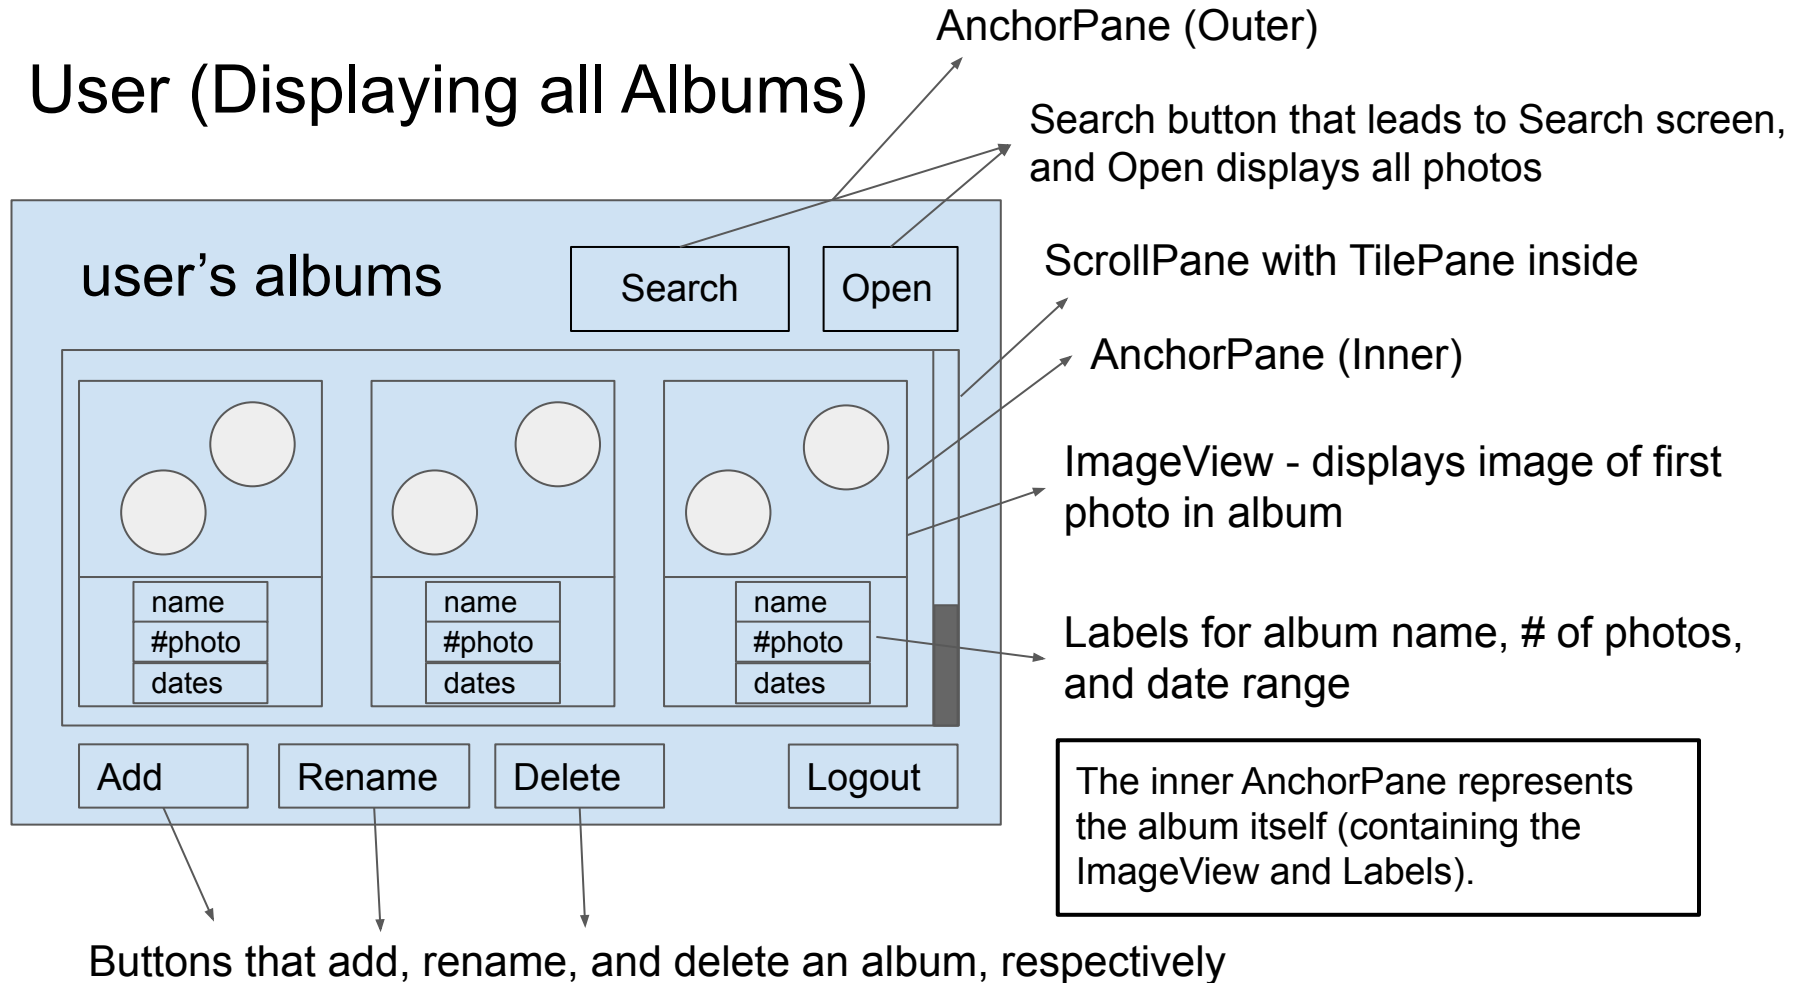 AnchorPane (Outer)
User (Displaying all Albums)
Search button that leads to Search screen,
and Open displays all photos
user’s albums
Search
Open
ScrollPane with TilePane inside
AnchorPane (Inner)
ImageView - displays image of first
photo in album
name
#photo
dates
name
#photo
dates
name
#photo
dates
Labels for album name, # of photos,
and date range
Add
Rename
Delete
Logout
The inner AnchorPane represents
the album itself (containing the
ImageView and Labels).
Buttons that add, rename, and delete an album, respectively